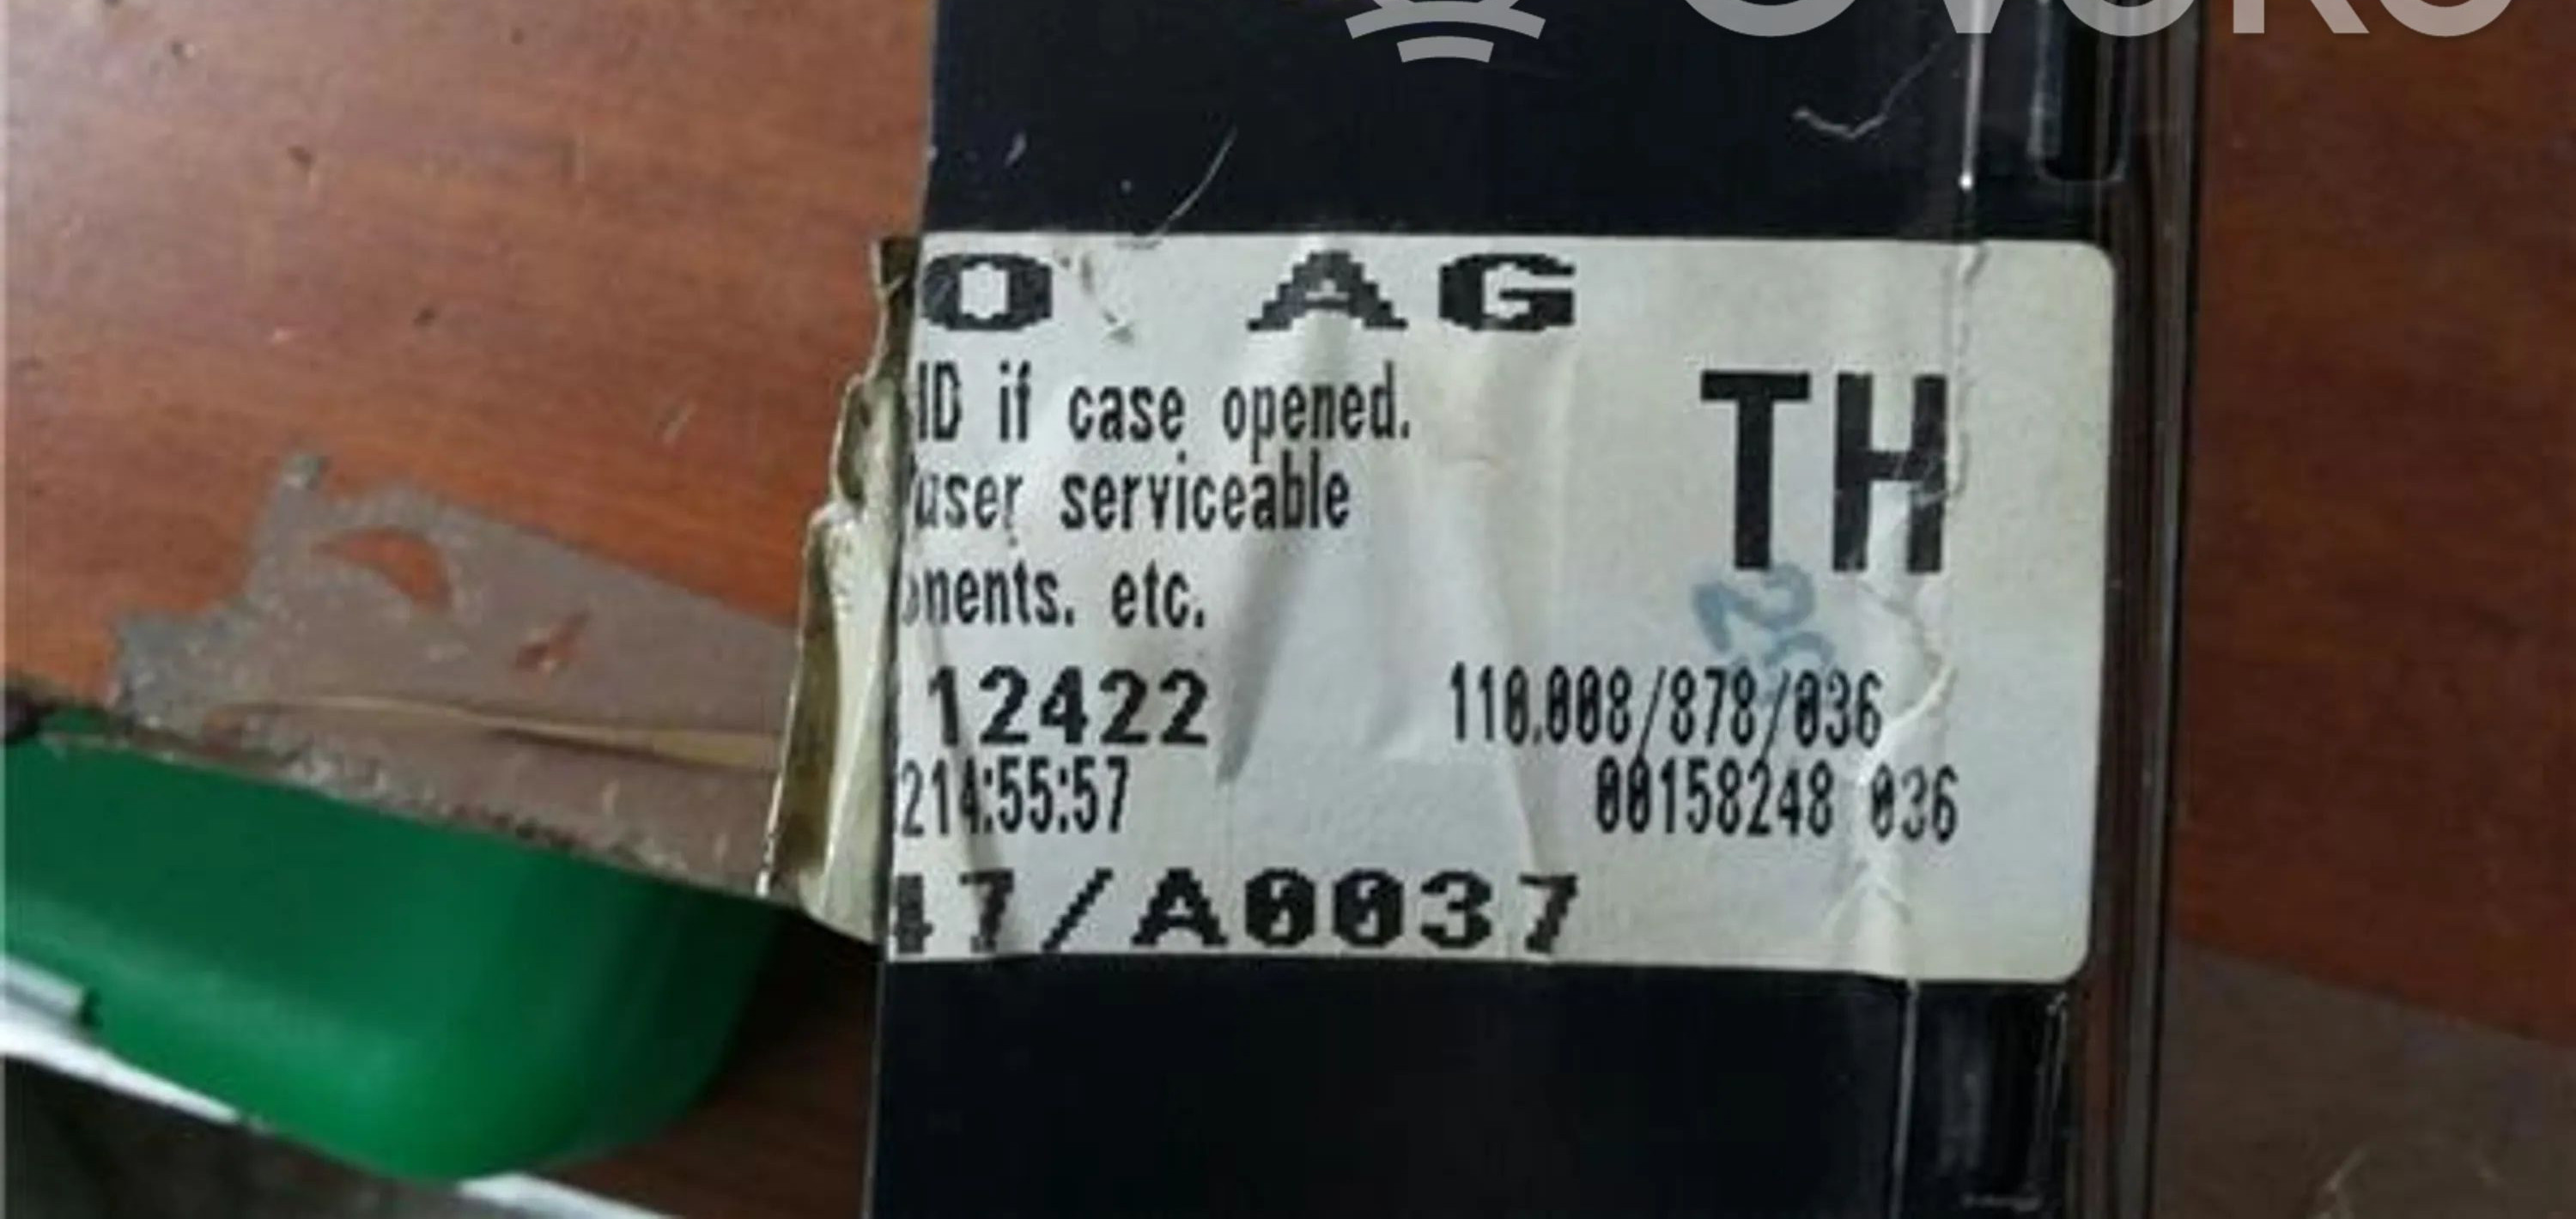 O AG
ID if case opened.
user serviceable
nents. etc.
TH
12422
110.008/878/036
214:55:57
00158248 036
47/A0037